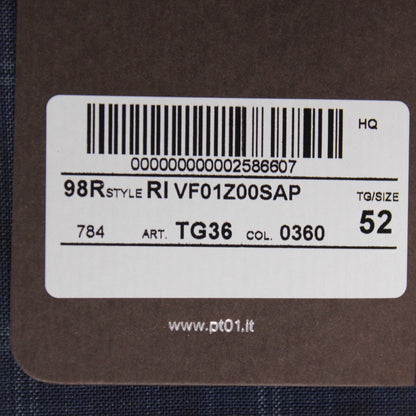 HQ
000000000002586607
98R STYLE RI VF01Z00SAP
TG/SIZE
784 ART. TG36 COL. 0360 52
www.pt01.it